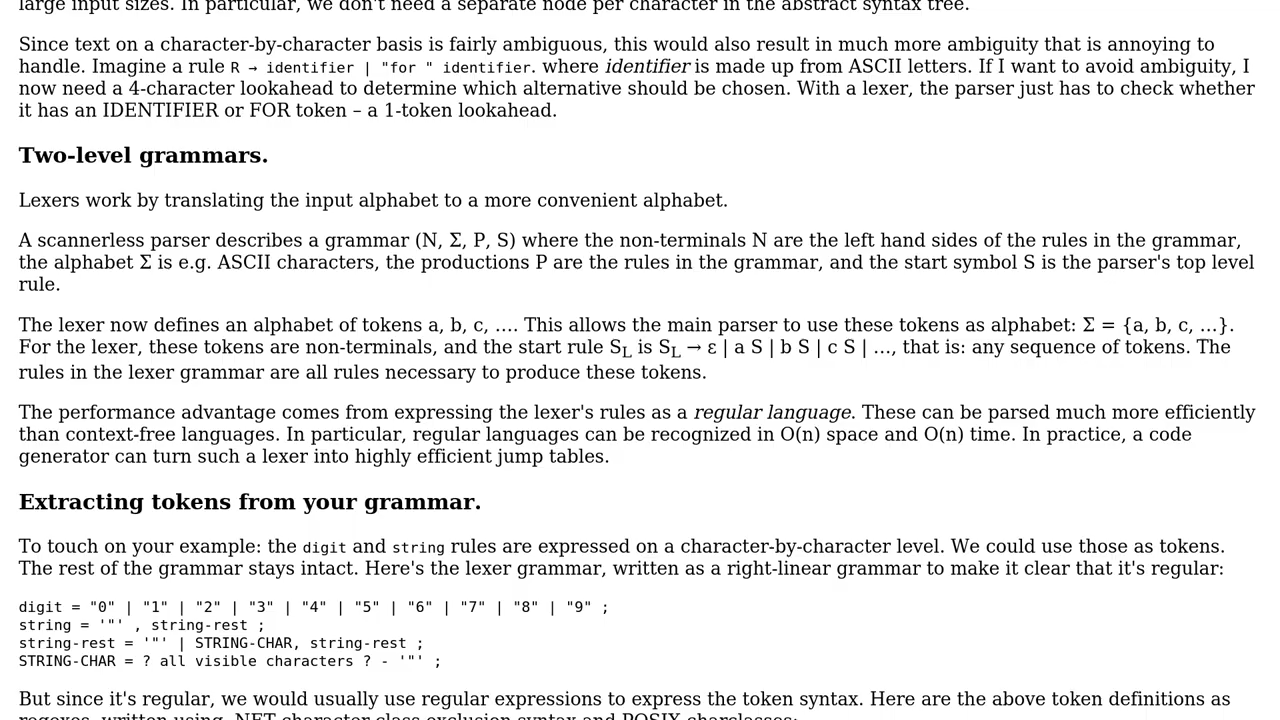 large input sizes. In particular, we don't need a separate node per character in the abstract syntax tree.
Since text on a character-by-character basis is fairly ambiguous, this would also result in much more ambiguity that is annoying to
handle. Imagine a rule R → identifier | "for " identifier. where identifier is made up from ASCII letters. If I want to avoid ambiguity, I
now need a 4-character lookahead to determine which alternative should be chosen. With a lexer, the parser just has to check whether
it has an IDENTIFIER or FOR token – a 1-token lookahead.
Two-level grammars.
Lexers work by translating the input alphabet to a more convenient alphabet.
A scannerless parser describes a grammar (N, Σ, P, S) where the non-terminals N are the left hand sides of the rules in the grammar,
the alphabet Σ is e.g. ASCII characters, the productions P are the rules in the grammar, and the start symbol S is the parser's top level
rule.
The lexer now defines an alphabet of tokens a, b, c, …. This allows the main parser to use these tokens as alphabet: Σ = {a, b, c, …}.
For the lexer, these tokens are non-terminals, and the start rule S_L is S_L → ε | a S | b S | c S | …, that is: any sequence of tokens. The
rules in the lexer grammar are all rules necessary to produce these tokens.
The performance advantage comes from expressing the lexer's rules as a regular language. These can be parsed much more efficiently
than context-free languages. In particular, regular languages can be recognized in O(n) space and O(n) time. In practice, a code
generator can turn such a lexer into highly efficient jump tables.
Extracting tokens from your grammar.
To touch on your example: the digit and string rules are expressed on a character-by-character level. We could use those as tokens.
The rest of the grammar stays intact. Here's the lexer grammar, written as a right-linear grammar to make it clear that it's regular:
digit = "0" | "1" | "2" | "3" | "4" | "5" | "6" | "7" | "8" | "9" ;
string = '"' , string-rest ;
string-rest = '"' | STRING-CHAR, string-rest ;
STRING-CHAR = ? all visible characters ? - '"' ;
But since it's regular, we would usually use regular expressions to express the token syntax. Here are the above token definitions as
regexes, written using .NET character class exclusion syntax and POSIX charclasses: